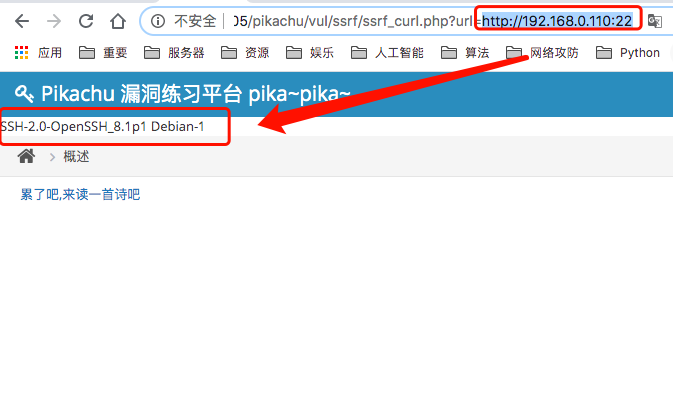 不安全 | 05/pikachu/vul/ssrf/ssrf_curl.php?url=http://192.168.0.110:22
应用 重要 服务器 资源 娱乐 人工智能 算法 网络攻防 Python
Pikachu 漏洞练习平台 pika~pika~
SSH-2.0-OpenSSH_8.1p1 Debian-1
概述
累了吧,来读一首诗吧